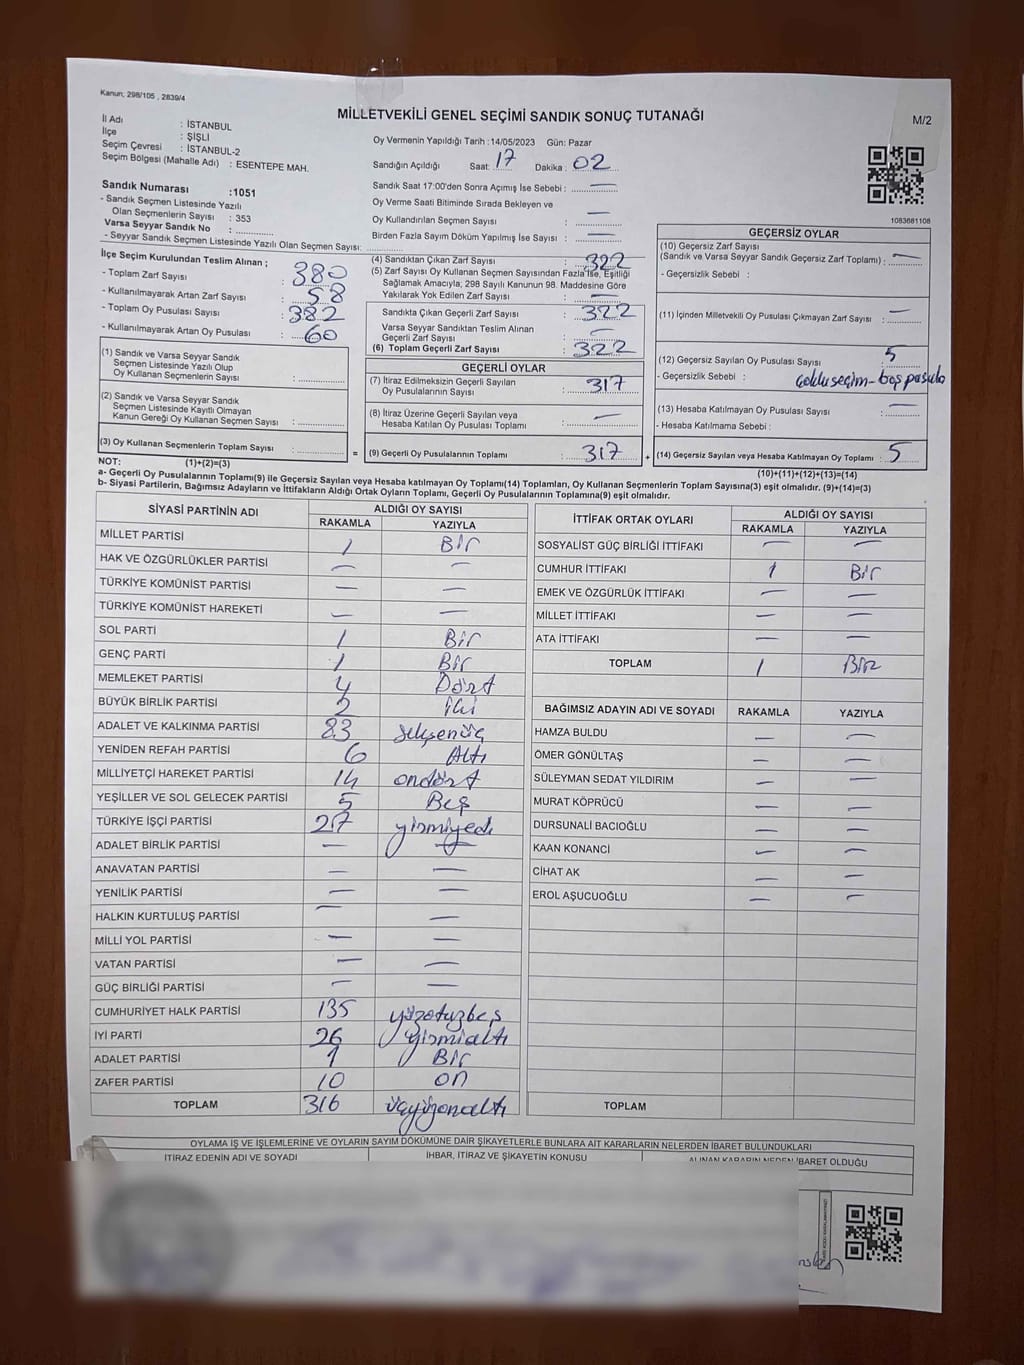 Kanun; 298/105 , 2839/4
MİLLETVEKİLİ GENEL SEÇİMİ SANDIK SONUÇ TUTANAĞI
M/2
İl Adı : İSTANBUL
İlçe : ŞİŞLİ
Seçim Çevresi : İSTANBUL-2
Seçim Bölgesi (Mahalle Adı) : ESENTEPE MAH.
Oy Vermenin Yapıldığı Tarih :14/05/2023 Gün: Pazar
Sandığın Açıldığı Saat: 17 Dakika : 02
Sandık Saat 17:00'den Sonra Açımış İse Sebebi : —
Oy Verme Saati Bitiminde Sırada Bekleyen ve
Oy Kullandırılan Seçmen Sayısı : —
Birden Fazla Sayım Döküm Yapılmış İse Sayısı : —
1083681108
Sandık Numarası :1051
- Sandık Seçmen Listesinde Yazılı
Olan Seçmenlerin Sayısı : 353
Varsa Seyyar Sandık No :
- Seyyar Sandık Seçmen Listesinde Yazılı Olan Seçmen Sayısı:
İlçe Seçim Kurulundan Teslim Alınan ;
- Toplam Zarf Sayısı : 380
- Kullanılmayarak Artan Zarf Sayısı : 58
- Toplam Oy Pusulası Sayısı : 382
- Kullanılmayarak Artan Oy Pusulası : 60
(4) Sandıktan Çıkan Zarf Sayısı : 322
(5) Zarf Sayısı Oy Kullanan Seçmen Sayısından Fazla İse, Eşitliği
Sağlamak Amacıyla, 298 Sayılı Kanunun 98. Maddesine Göre
Yakılarak Yok Edilen Zarf Sayısı : —
Sandıkta Çıkan Geçerli Zarf Sayısı : 322
Varsa Seyyar Sandıktan Teslim Alınan
Geçerli Zarf Sayısı : —
(6) Toplam Geçerli Zarf Sayısı : 322
GEÇERSİZ OYLAR
(10) Geçersiz Zarf Sayısı
(Sandık ve Varsa Seyyar Sandık Geçersiz Zarf Toplamı) : —
- Geçersizlik Sebebi :
(11) İçinden Milletvekili Oy Pusulası Çıkmayan Zarf Sayısı : —
(12) Geçersiz Sayılan Oy Pusulası Sayısı : 5
- Geçersizlik Sebebi : boş pusula
(13) Hesaba Katılmayan Oy Pusulası Sayısı : —
- Hesaba Katılmama Sebebi :
(14) Geçersiz Sayılan veya Hesaba Katılmayan Oy Toplamı : 5
(10)+(11)+(12)+(13)=(14)
(1) Sandık ve Varsa Seyyar Sandık
Seçmen Listesinde Yazılı Olup
Oy Kullanan Seçmenlerin Sayısı :
(2) Sandık ve Varsa Seyyar Sandık
Seçmen Listesinde Kayıtlı Olmayan
Kanun Gereği Oy Kullanan Seçmen Sayısı :
(3) Oy Kullanan Seçmenlerin Toplam Sayısı : =
GEÇERLİ OYLAR
(7) İtiraz Edilmeksizin Geçerli Sayılan
Oy Pusulalarının Sayısı : 317
(8) İtiraz Üzerine Geçerli Sayılan veya
Hesaba Katılan Oy Pusulası Toplamı : —
(9) Geçerli Oy Pusulalarının Toplamı : 317 +
NOT: (1)+(2)=(3)
a- Geçerli Oy Pusulalarının Toplamı(9) ile Geçersiz Sayılan veya Hesaba katılmayan Oy Toplamı(14) Toplamları, Oy Kullanan Seçmenlerin Toplam Sayısına(3) eşit olmalıdır. (9)+(14)=(3)
b- Siyasi Partilerin, Bağımsız Adayların ve İttifakların Aldığı Ortak Oyların Toplamı, Geçerli Oy Pusulalarının Toplamına(9) eşit olmalıdır.
SİYASİ PARTİNİN ADI ALDIĞI OY SAYISI
RAKAMLA YAZIYLA
MİLLET PARTİSİ 1 Bir
HAK VE ÖZGÜRLÜKLER PARTİSİ — —
TÜRKİYE KOMÜNİST PARTİSİ — —
TÜRKİYE KOMÜNİST HAREKETİ — —
SOL PARTİ 1 Bir
GENÇ PARTİ 1 Bir
MEMLEKET PARTİSİ 4 Dört
BÜYÜK BİRLİK PARTİSİ 2 iki
ADALET VE KALKINMA PARTİSİ 83 seksenüç
YENİDEN REFAH PARTİSİ 6 Altı
MİLLİYETÇİ HAREKET PARTİSİ 14 ondört
YEŞİLLER VE SOL GELECEK PARTİSİ 5 Beş
TÜRKİYE İŞÇİ PARTİSİ 27 yirmiyedi
ADALET BİRLİK PARTİSİ — —
ANAVATAN PARTİSİ — —
YENİLİK PARTİSİ — —
HALKIN KURTULUŞ PARTİSİ — —
MİLLİ YOL PARTİSİ — —
VATAN PARTİSİ — —
GÜÇ BİRLİĞİ PARTİSİ — —
CUMHURİYET HALK PARTİSİ 135 yüzotuzbeş
İYİ PARTİ 26 yirmialtı
ADALET PARTİSİ 1 Bir
ZAFER PARTİSİ 10 on
TOPLAM 316 üçyüzonaltı
İTTİFAK ORTAK OYLARI ALDIĞI OY SAYISI
RAKAMLA YAZIYLA
SOSYALİST GÜÇ BİRLİĞİ İTTİFAKI — —
CUMHUR İTTİFAKI 1 Bir
EMEK VE ÖZGÜRLÜK İTTİFAKI — —
MİLLET İTTİFAKI — —
ATA İTTİFAKI — —
TOPLAM 1 Bir
BAĞIMSIZ ADAYIN ADI VE SOYADI RAKAMLA YAZIYLA
HAMZA BULDU — —
ÖMER GÖNÜLTAŞ — —
SÜLEYMAN SEDAT YILDIRIM — —
MURAT KÖPRÜCÜ — —
DURSUNALİ BACIOĞLU — —
KAAN KONANCİ — —
CİHAT AK — —
EROL AŞUCUOĞLU — —
TOPLAM
OYLAMA İŞ VE İŞLEMLERİNE VE OYLARIN SAYIM DÖKÜMÜNE DAİR ŞİKAYETLERLE BUNLARA AİT KARARLARIN NELERDEN İBARET BULUNDUKLARI
İTİRAZ EDENİN ADI VE SOYADI İHBAR, İTİRAZ VE ŞİKAYETİN KONUSU ALINAN KARARIN NEDEN İBARET OLDUĞU